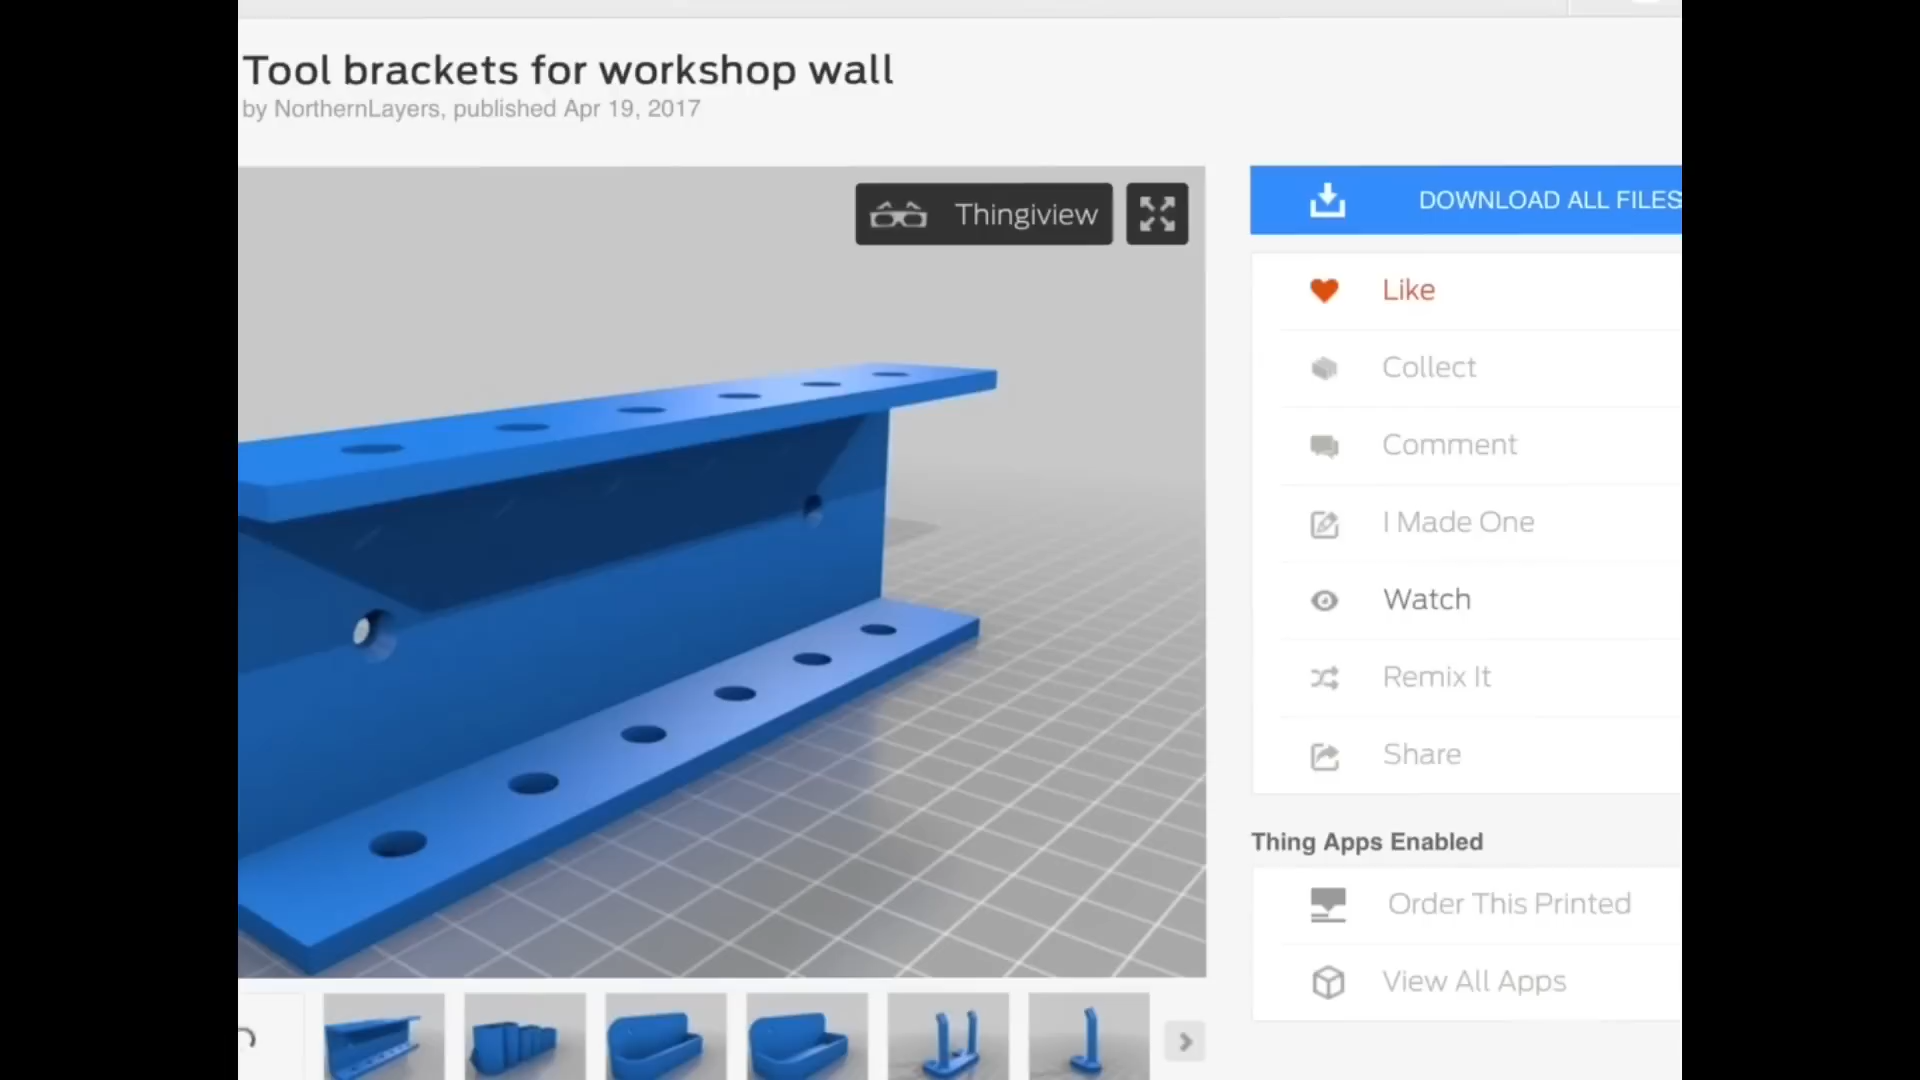 Tool brackets for workshop wall
by NorthernLayers, published Apr 19, 2017
Thingiview
DOWNLOAD ALL FILES
Like
Collect
Comment
I Made One
Watch
Remix It
Share
Thing Apps Enabled
Order This Printed
View All Apps